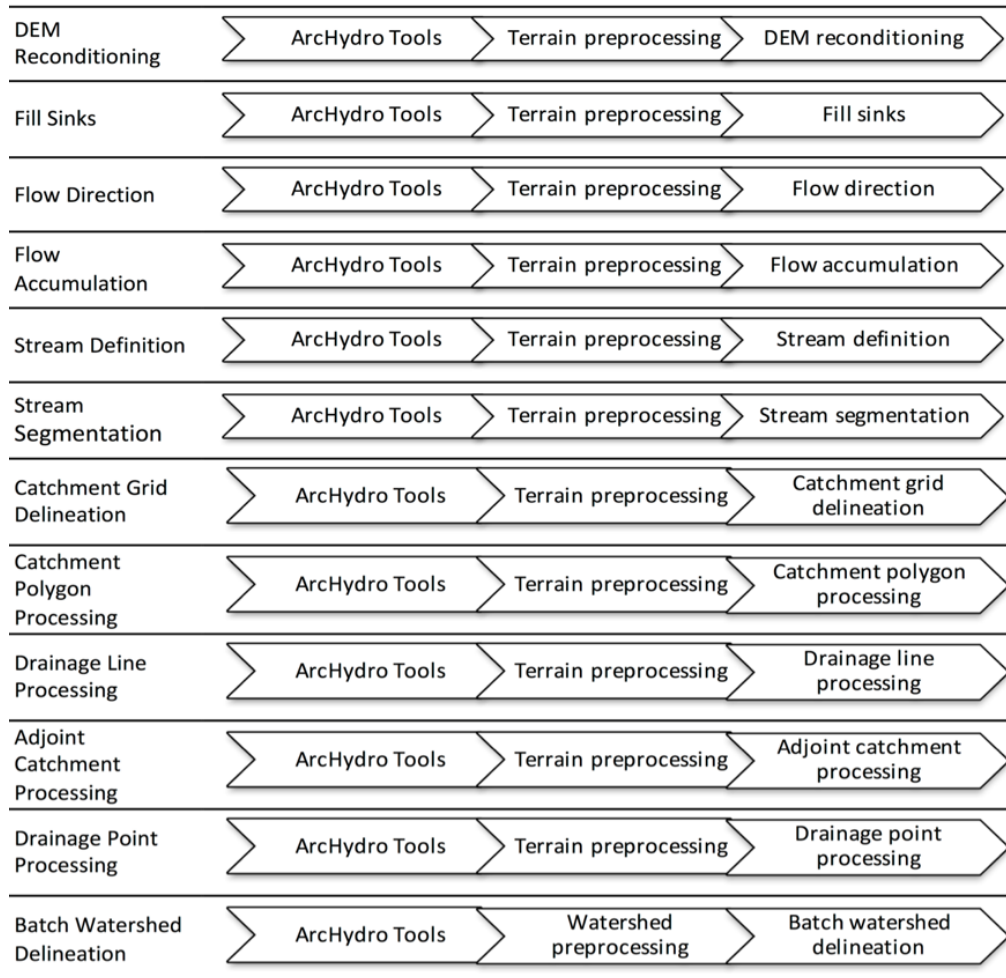 DEM
Reconditioning
ArcHydro Tools
Terrain preprocessing
DEM reconditioning
Fill Sinks
ArcHydro Tools
Terrain preprocessing
Fill sinks
Flow Direction
ArcHydro Tools
Terrain preprocessing
Flow direction
Flow
Accumulation
ArcHydro Tools
Terrain preprocessing
Flow accumulation
Stream Definition
ArcHydro Tools
Terrain preprocessing
Stream definition
Stream
Segmentation
ArcHydro Tools
Terrain preprocessing
Stream segmentation
Catchment Grid
Delineation
ArcHydro Tools
Terrain preprocessing
Catchment grid
delineation
Catchment
Polygon
Processing
ArcHydro Tools
Terrain preprocessing
Catchment polygon
processing
Drainage Line
Processing
ArcHydro Tools
Terrain preprocessing
Drainage line
processing
Adjoint
Catchment
Processing
ArcHydro Tools
Terrain preprocessing
Adjoint catchment
processing
Drainage Point
Processing
ArcHydro Tools
Terrain preprocessing
Drainage point
processing
Batch Watershed
Delineation
ArcHydro Tools
Watershed
preprocessing
Batch watershed
delineation